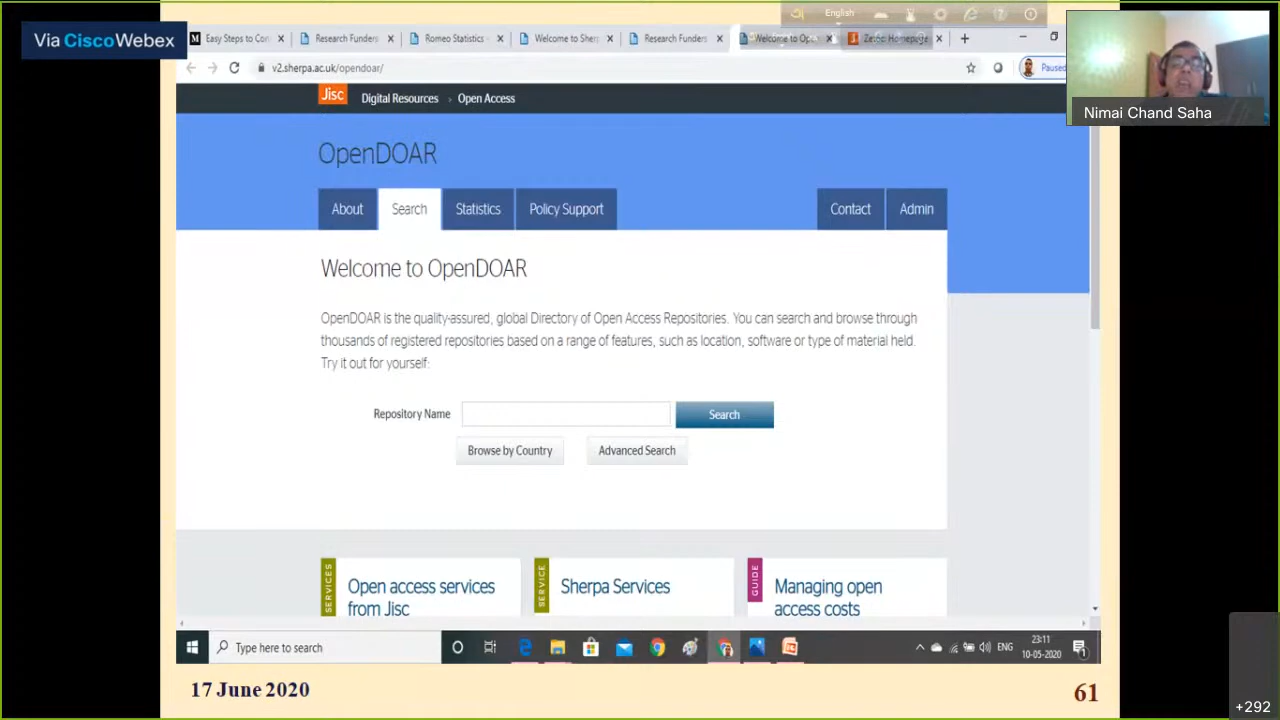 Via CiscoWebex
English
Easy Steps to Con
Research Funders
Romeo Statistics -
Welcome to Sherp
Research Funders
Welcome to Ope
Zetoc Homepage
v2.sherpa.ac.uk/opendoar/
Paused
Nimai Chand Saha
Jisc
Digital Resources › Open Access
OpenDOAR
About
Search
Statistics
Policy Support
Contact
Admin
Welcome to OpenDOAR
OpenDOAR is the quality-assured, global Directory of Open Access Repositories. You can search and browse through
thousands of registered repositories based on a range of features, such as location, software or type of material held.
Try it out for yourself:
Repository Name
Search
Browse by Country
Advanced Search
SERVICES
Open access services
from Jisc
SERVICE
Sherpa Services
GUIDE
Managing open
access costs
Type here to search
ENG
23:11
10-05-2020
1
17 June 2020
61
+292